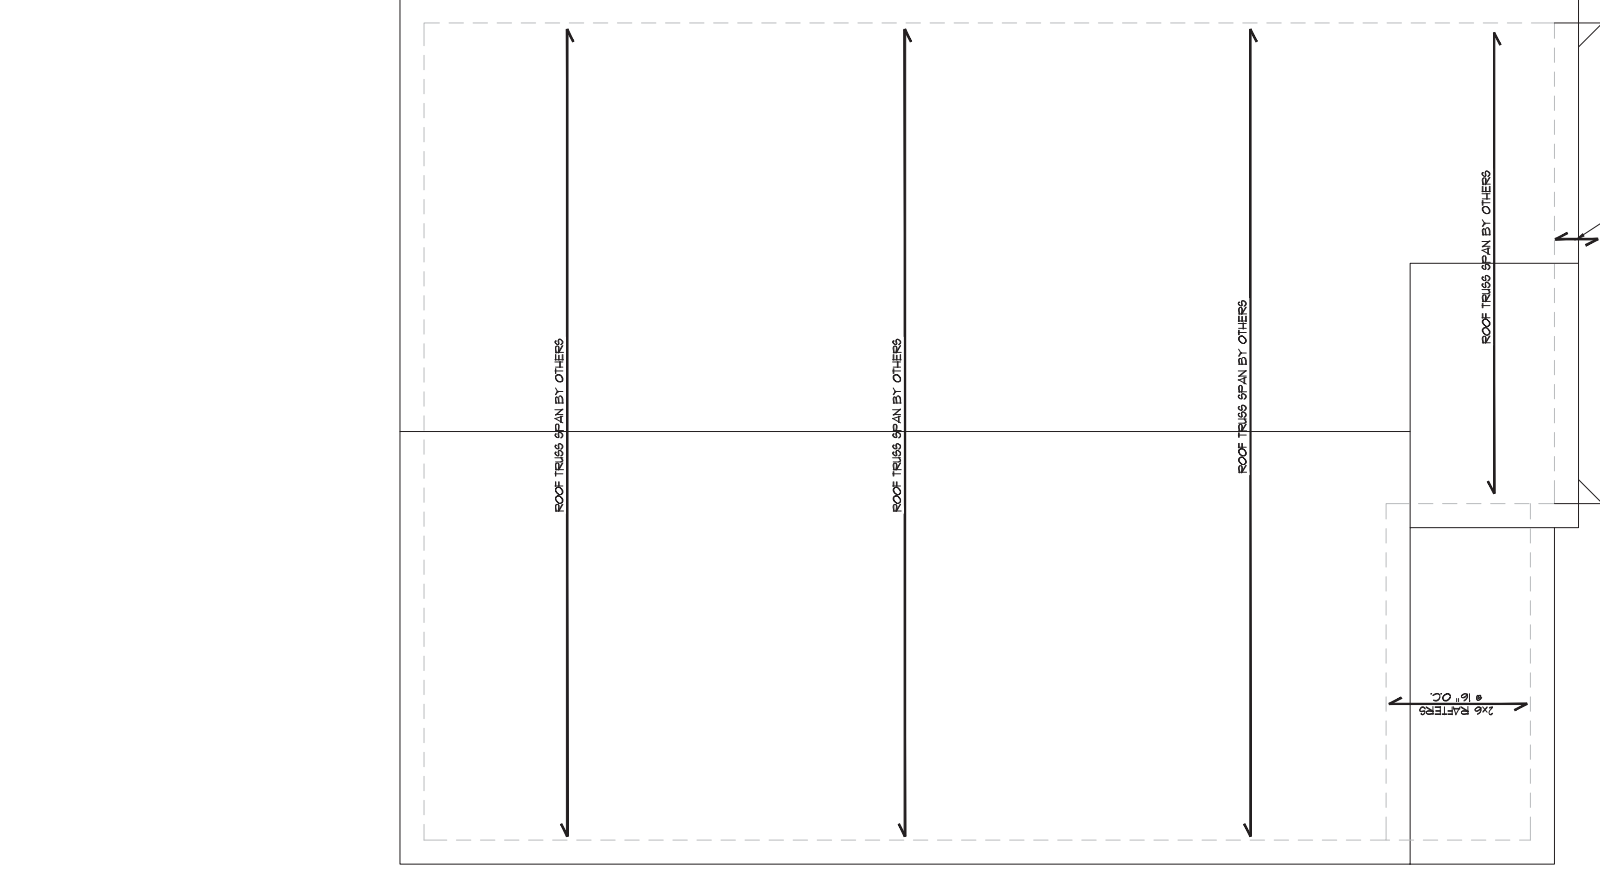 ROOF TRUSS SPAN BY OTHERS
ROOF TRUSS SPAN BY OTHERS
ROOF TRUSS SPAN BY OTHERS
ROOF TRUSS SPAN BY OTHERS
2x6 RAFTERS
@ 16" O.C.